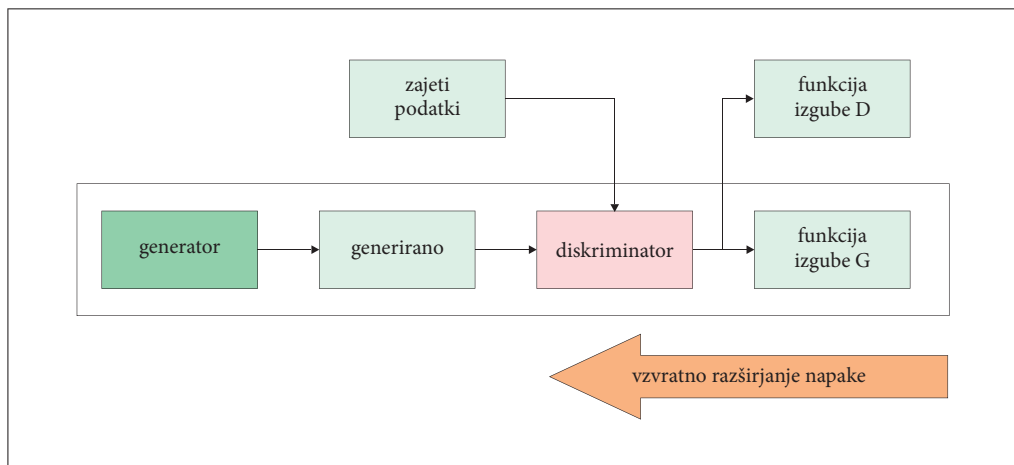 zajeti
podatki
funkcija
izgube D
generator
generirano
diskriminator
funkcija
izgube G
vzvratno razširjanje napake